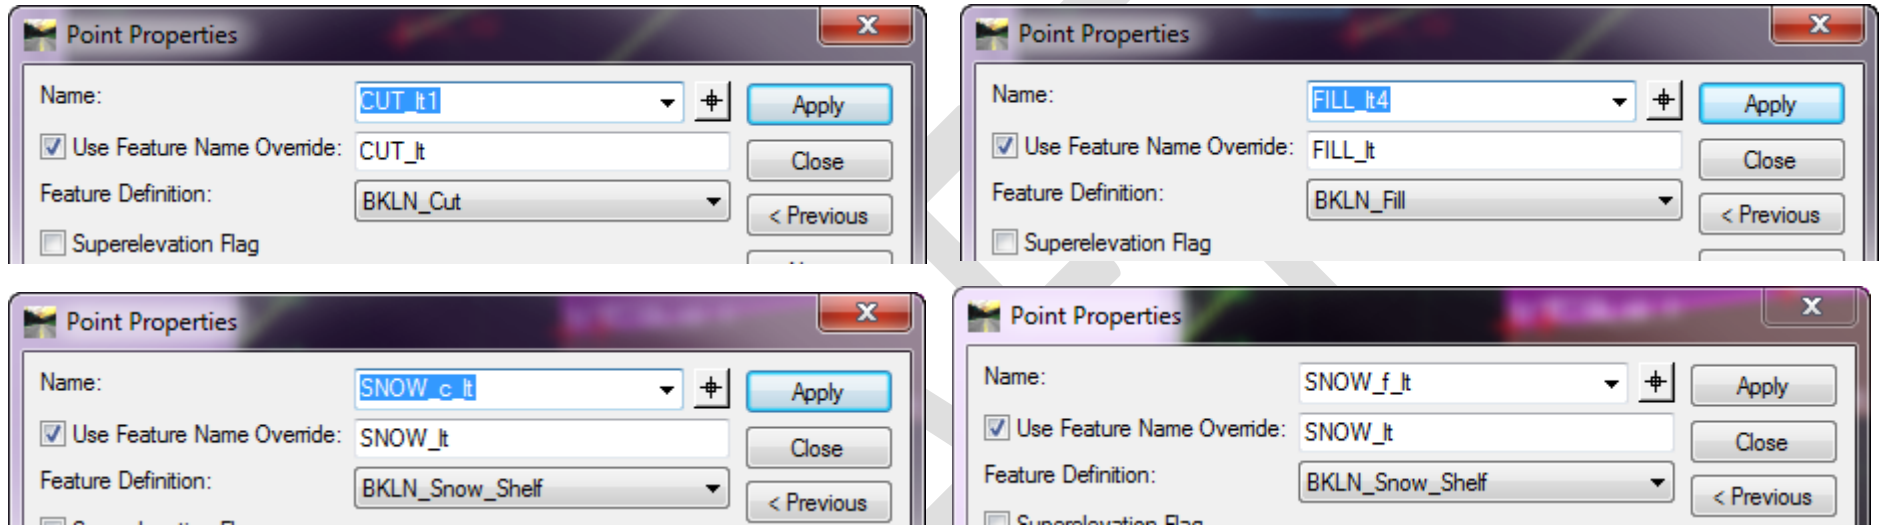 Point Properties
Name: CUT_lt1
Apply
Use Feature Name Override: CUT_lt
Close
Feature Definition: BKLN_Cut
< Previous
Superelevation Flag
Point Properties
Name: FILL_lt4
Apply
Use Feature Name Override: FILL_lt
Close
Feature Definition: BKLN_Fill
< Previous
Superelevation Flag
Point Properties
Name: SNOW_c_lt
Apply
Use Feature Name Override: SNOW_lt
Close
Feature Definition: BKLN_Snow_Shelf
< Previous
Point Properties
Name: SNOW_f_lt
Apply
Use Feature Name Override: SNOW_lt
Close
Feature Definition: BKLN_Snow_Shelf
< Previous
Superelevation Flag